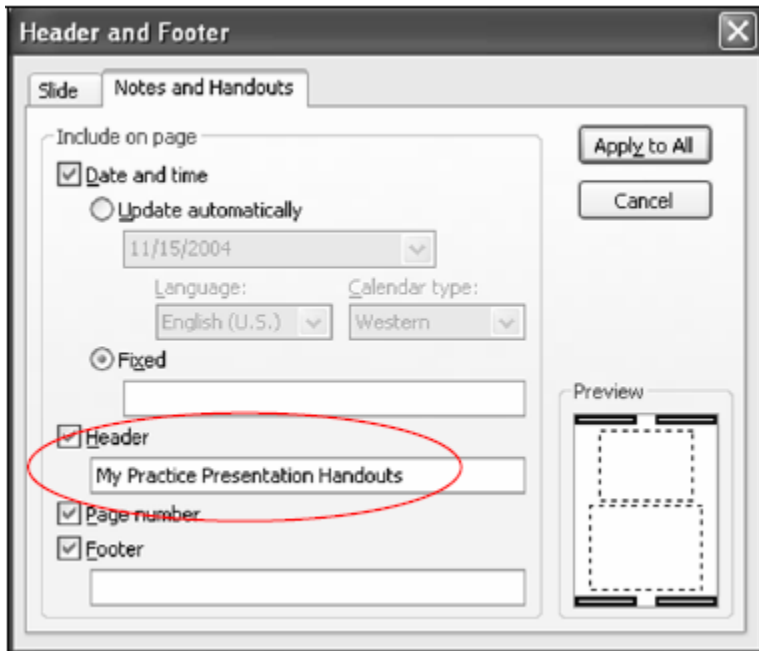 Header and Footer
Slide
Notes and Handouts
Include on page
Date and time
Update automatically
11/15/2004
Language:
Calendar type:
English (U.S.)
Western
Fixed
Header
My Practice Presentation Handouts
Page number
Footer
Apply to All
Cancel
Preview